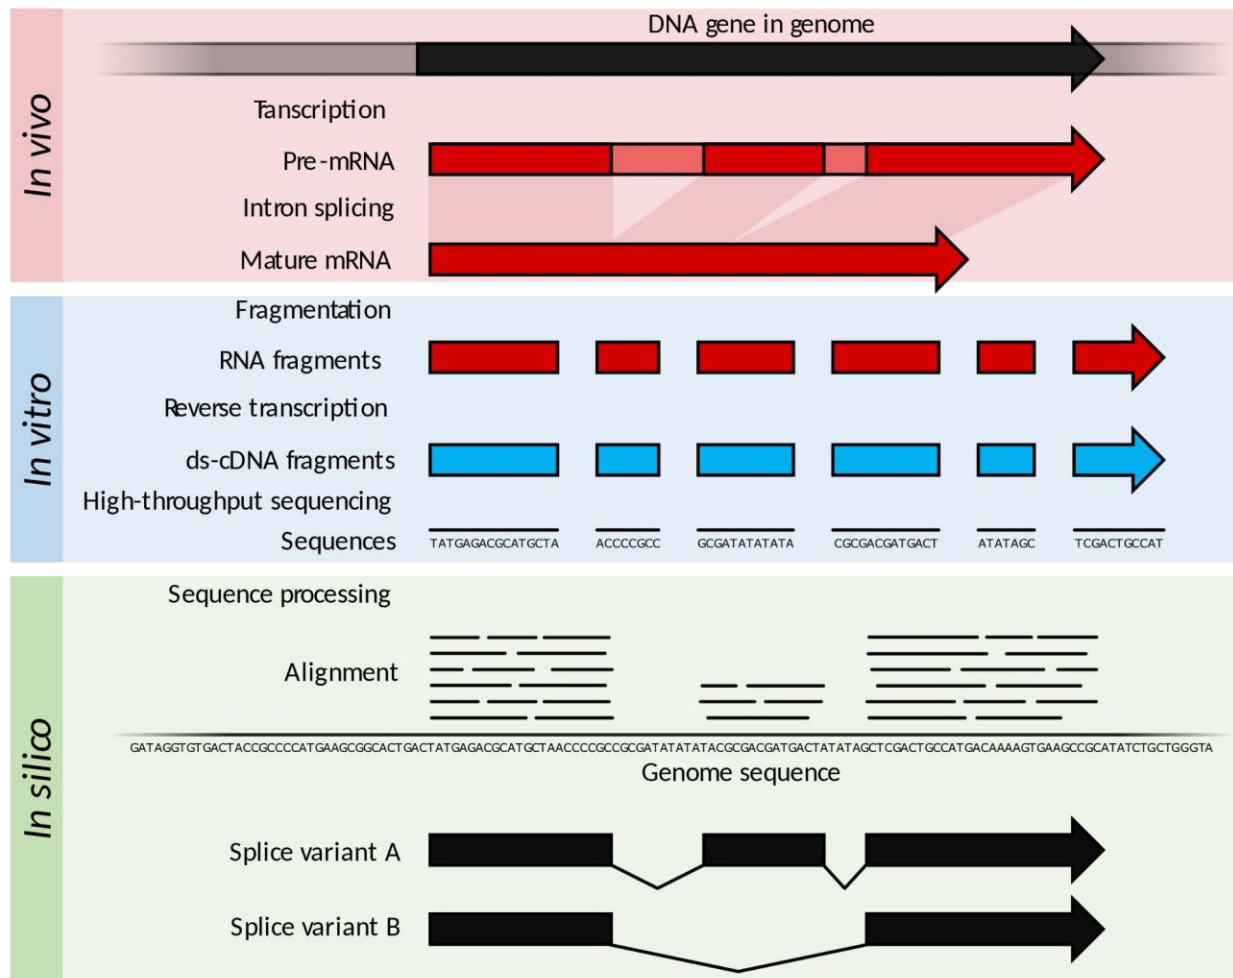 In vivo
DNA gene in genome
Tanscription
Pre-mRNA
Intron splicing
Mature mRNA
In vitro
Fragmentation
RNA fragments
Reverse transcription
ds-cDNA fragments
High-throughput sequencing
Sequences TATGAGACGCATGCTA ACCCCGCC GCGATATATATA CGCGACGATGACT ATATAGC TCGACTGCCAT
In silico
Sequence processing
Alignment
GATAGGTGTGACTACCGCCCCATGAAGCGGCACTGACTATGAGACGCATGCTAACCCCGCCGCGATATATATACGCGACGATGACTATATAGCTCGACTGCCATGACAAAAGTGAAGCCGCATATCTGCTGGGTA
Genome sequence
Splice variant A
Splice variant B